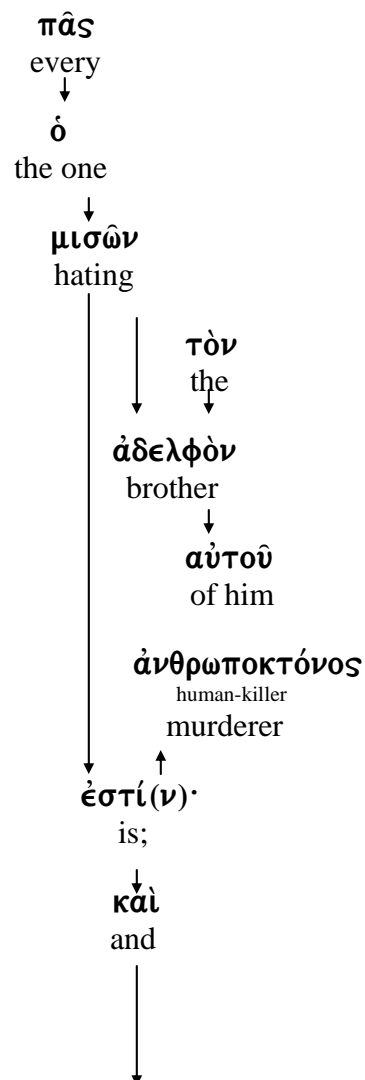 πᾶς
every
ὁ
the one
μισῶν
hating
τὸν
the
ἀδελφὸν
brother
αὐτοῦ
of him
ἀνθρωποκτόνος
human-killer
murderer
ἐστί(ν)·
is;
καὶ
and